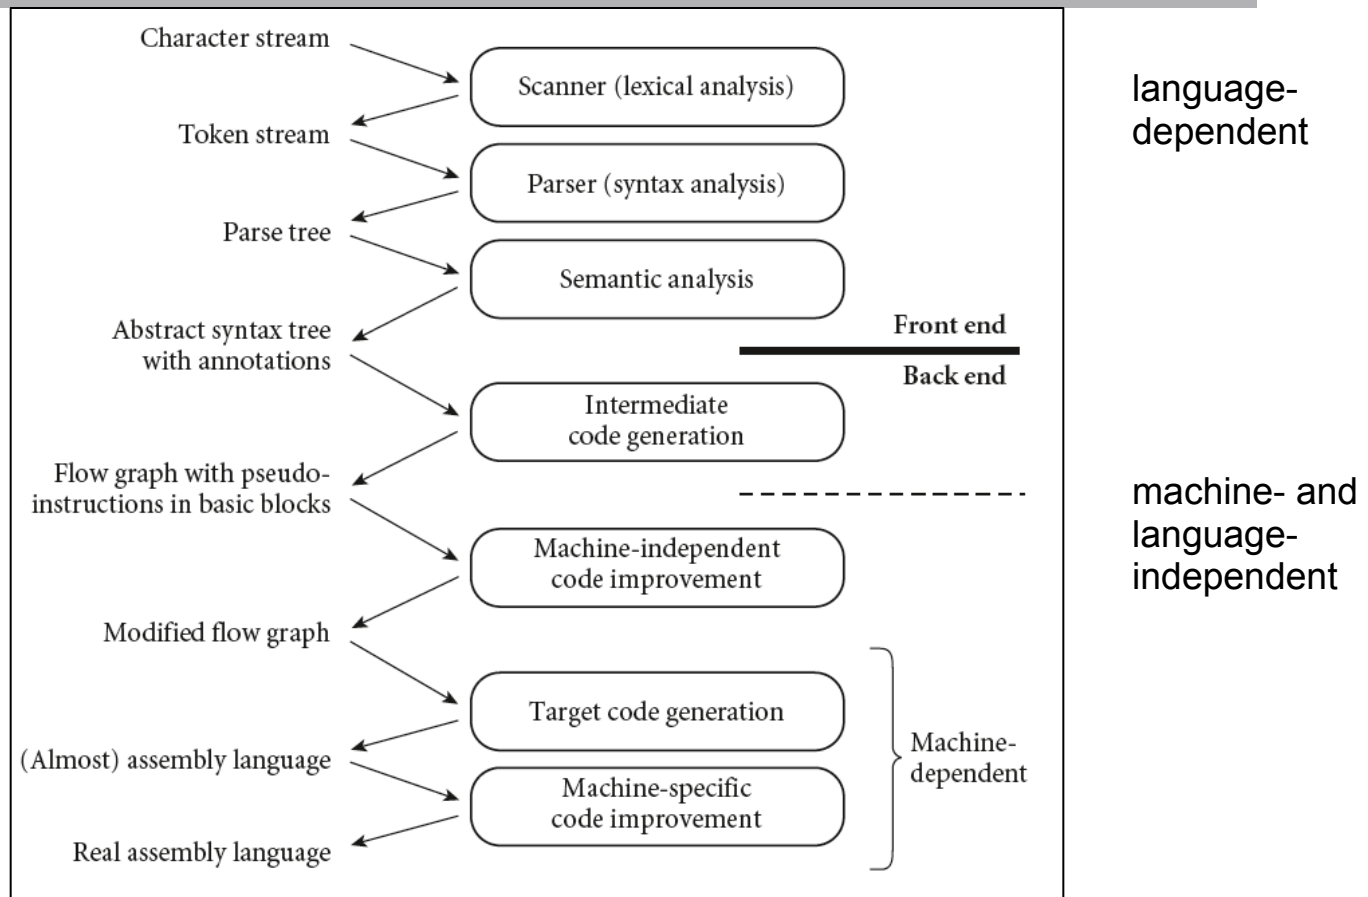 Character stream
Scanner (lexical analysis)
language-
dependent
Token stream
Parser (syntax analysis)
Parse tree
Semantic analysis
Abstract syntax tree
with annotations
Front end
Back end
Intermediate
code generation
Flow graph with pseudo-
instructions in basic blocks
machine- and
language-
independent
Machine-independent
code improvement
Modified flow graph
Target code generation
(Almost) assembly language
Machine-
dependent
Machine-specific
code improvement
Real assembly language